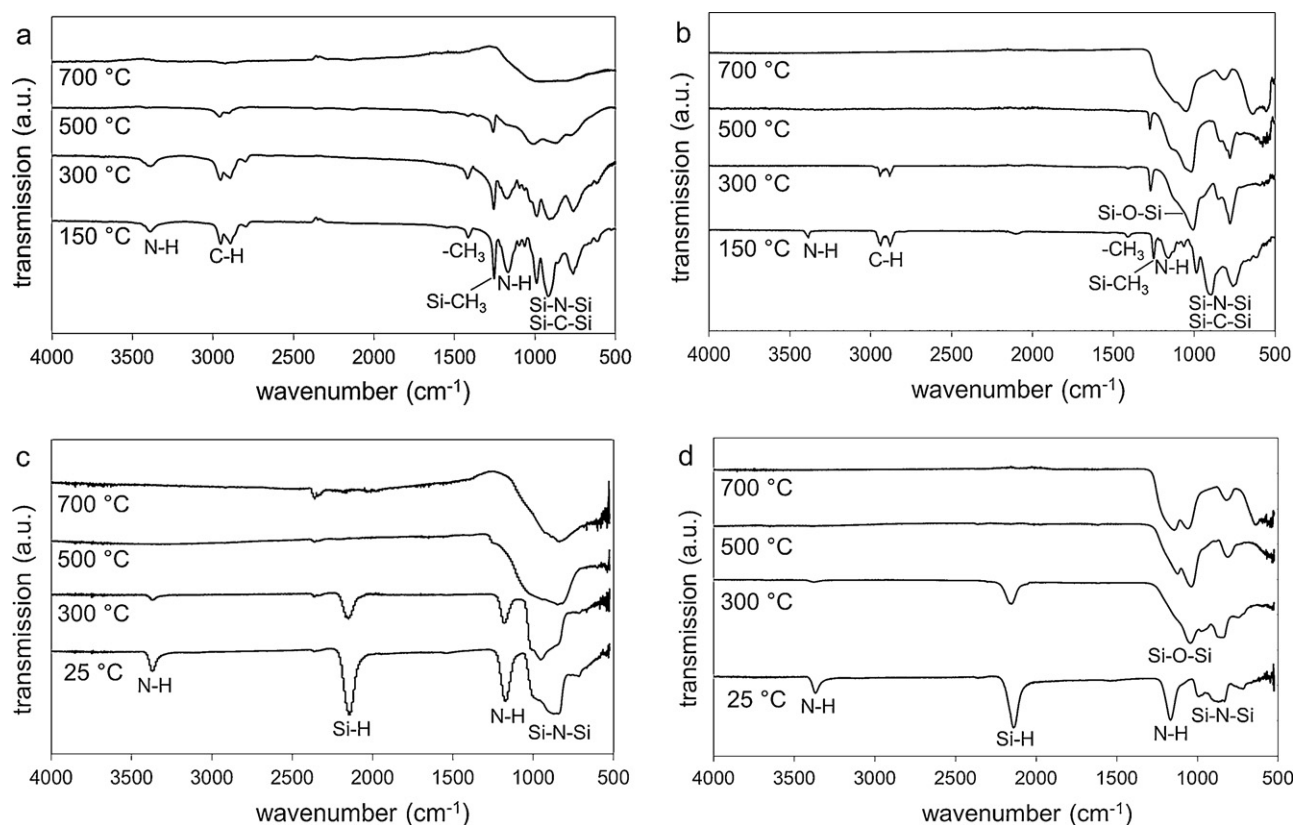 a
transmission (a.u.)
700 °C
500 °C
300 °C
150 °C
N-H
C-H
-CH₃
Si-CH₃
N-H
Si-N-Si
Si-C-Si
4000 3500 3000 2500 2000 1500 1000 500
wavenumber (cm⁻¹)
b
transmission (a.u.)
700 °C
500 °C
300 °C
Si-O-Si
150 °C
N-H
C-H
-CH₃
Si-CH₃
N-H
Si-N-Si
Si-C-Si
4000 3500 3000 2500 2000 1500 1000 500
wavenumber (cm⁻¹)
c
transmission (a.u.)
700 °C
500 °C
300 °C
25 °C
N-H
Si-H
N-H
Si-N-Si
4000 3500 3000 2500 2000 1500 1000 500
wavenumber (cm⁻¹)
d
transmission (a.u.)
700 °C
500 °C
300 °C
Si-O-Si
25 °C
N-H
Si-H
N-H
Si-N-Si
4000 3500 3000 2500 2000 1500 1000 500
wavenumber (cm⁻¹)